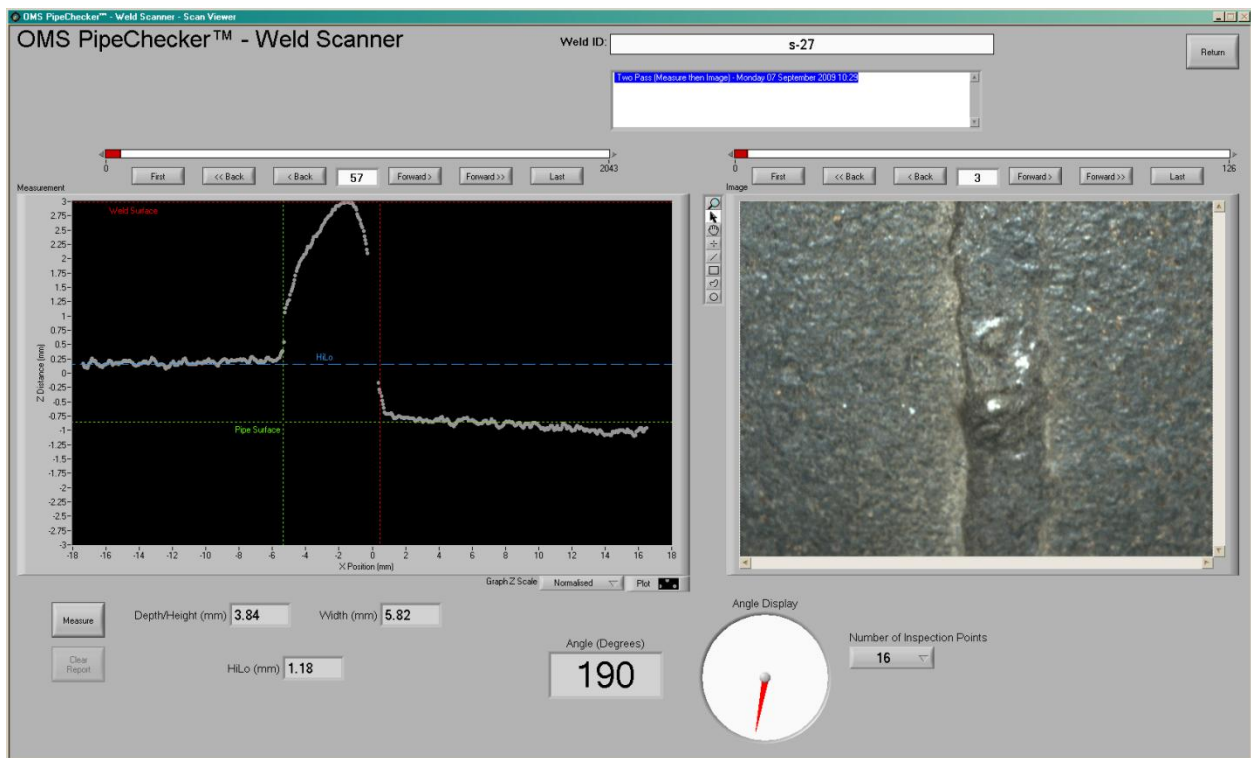 OMS PipeChecker™ - Weld Scanner - Scan Viewer
OMS PipeChecker™ - Weld Scanner
Weld ID: s-27
Return
Two Pass (Measure then Image) - Monday 07 September 2009 10:29
0 2043
First << Back < Back 57 Forward > Forward >> Last
0 126
First << Back < Back 3 Forward > Forward >> Last
Measurement
Image
Weld Surface
HiLo
Pipe Surface
Z Distance (mm)
3
2.75
2.5
2.25
2
1.75
1.5
1.25
1
0.75
0.5
0.25
0
-0.25
-0.5
-0.75
-1
-1.25
-1.5
-1.75
-2
-2.25
-2.5
-2.75
-3
-18 -16 -14 -12 -10 -8 -6 -4 -2 0 2 4 6 8 10 12 14 16 18
X Position (mm)
Graph Z Scale Normalised Plot
Measure
Depth/Height (mm) 3.84 Width (mm) 5.82
Clear
Report
HiLo (mm) 1.18
Angle (Degrees)
190
Angle Display
Number of Inspection Points
16